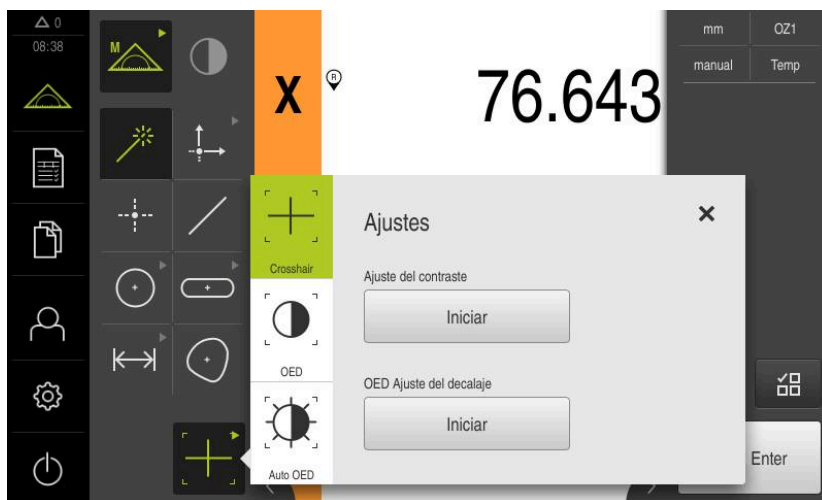 0
08:38
M
X
R
76.643
mm
OZ1
manual
Temp
Crosshair
OED
Auto OED
Ajustes
Ajuste del contraste
Iniciar
OED Ajuste del decalaje
Iniciar
Enter